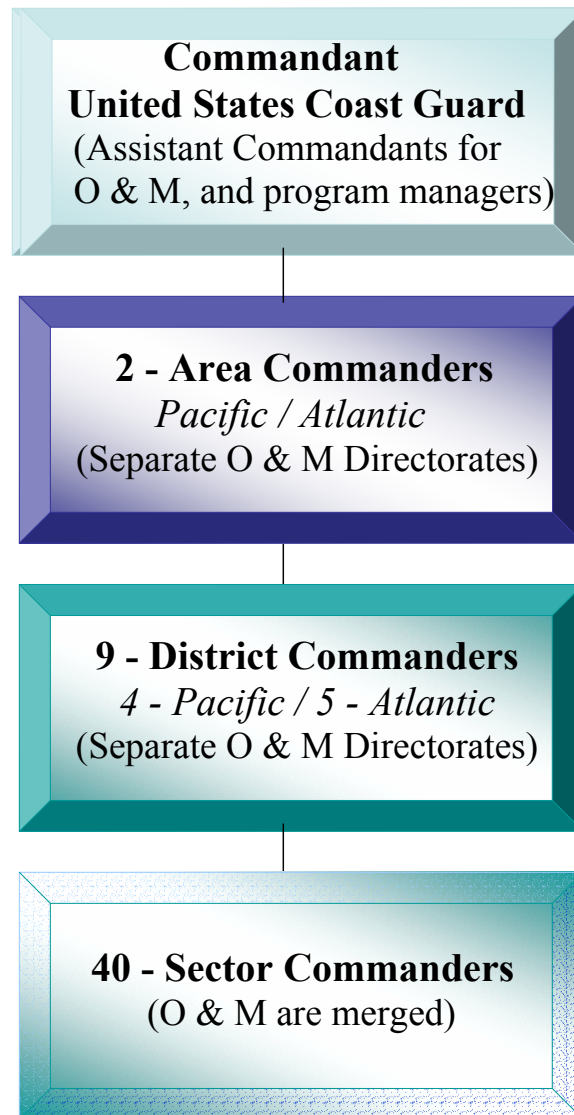 Commandant
United States Coast Guard
(Assistant Commandants for
O & M, and program managers)
2 - Area Commanders
Pacific / Atlantic
(Separate O & M Directorates)
9 - District Commanders
4 - Pacific / 5 - Atlantic
(Separate O & M Directorates)
40 - Sector Commanders
(O & M are merged)